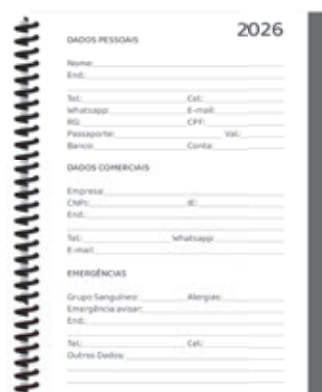 2026
DADOS PESSOAIS
Nome:
End.:
Tel.: Cel.:
Whatsapp: E-mail:
RG: CPF:
Passaporte: Val.:
Banco: Conta:
DADOS COMERCIAIS
Empresa:
CNPJ: IE:
End.:
Tel.: Whatsapp:
E-mail:
EMERGÊNCIAS
Grupo Sanguíneo: Alergias:
Emergência avisar:
End.:
Tel.: Cel.:
Outros Dados: